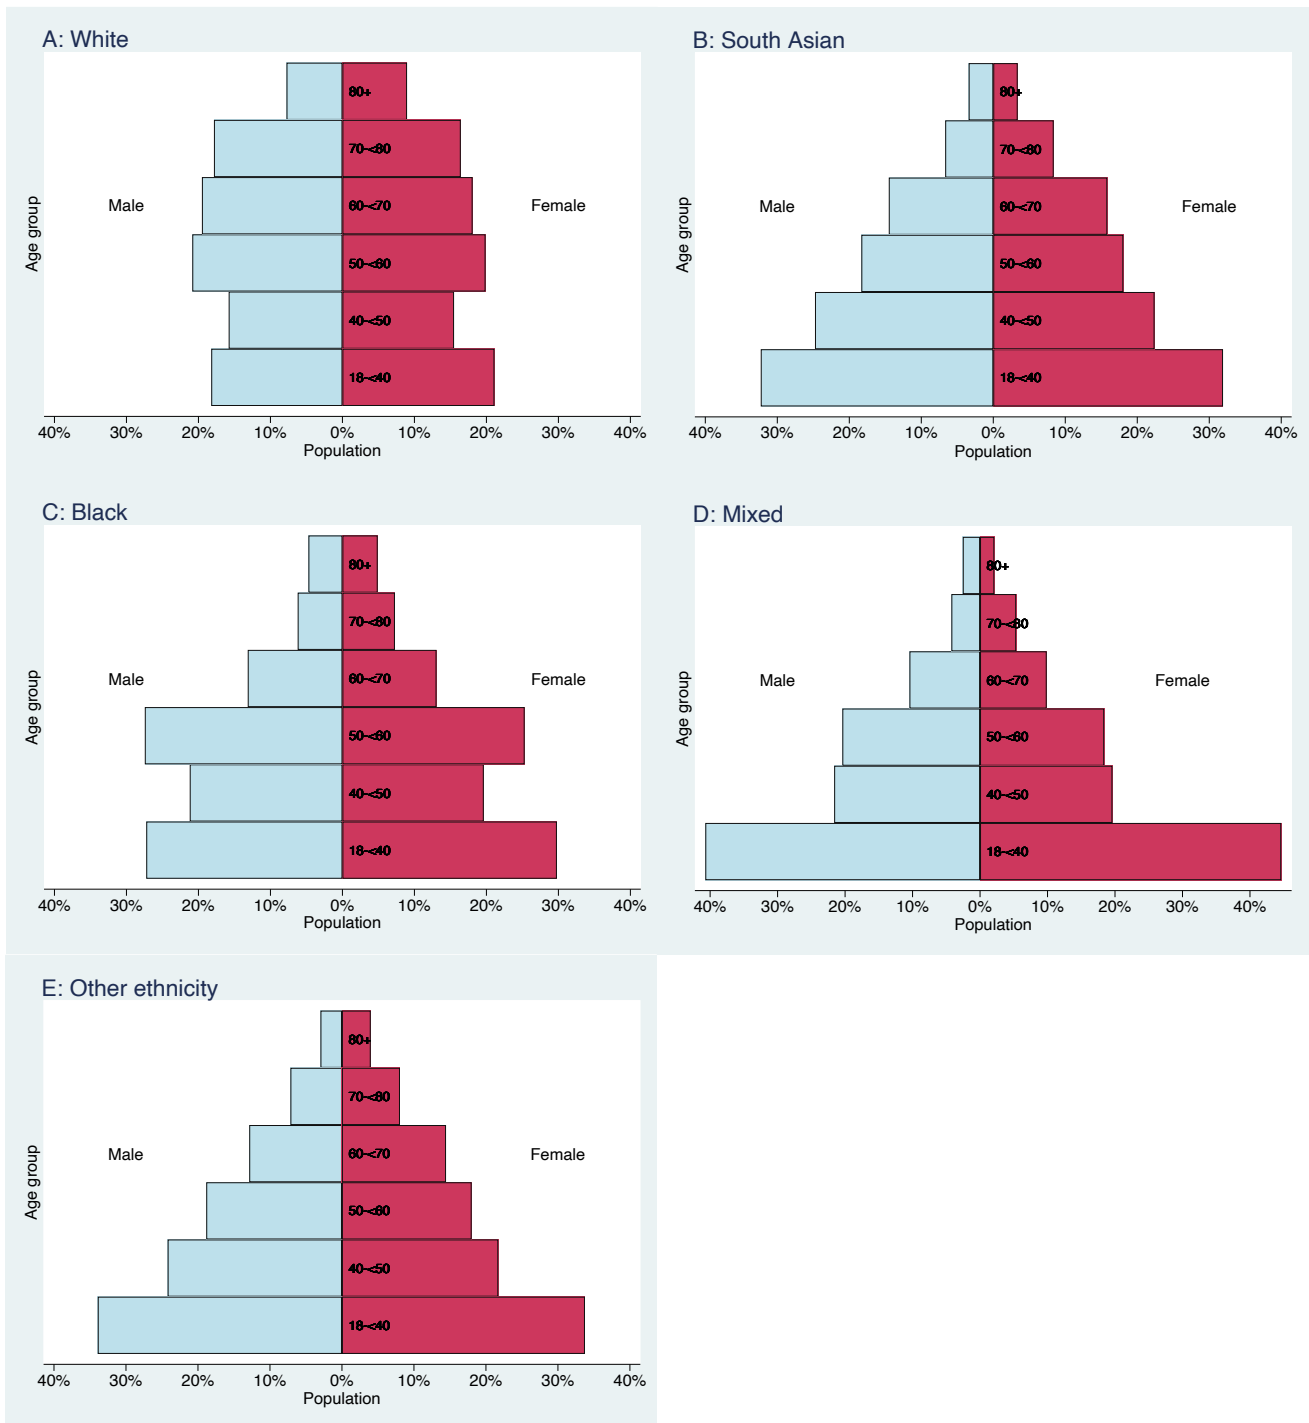 A: White
80+
70-<80
60-<70
50-<60
40-<50
18-<40
Male
Female
Age group
40% 30% 20% 10% 0% 10% 20% 30% 40%
Population
B: South Asian
80+
70-<80
60-<70
50-<60
40-<50
18-<40
Male
Female
Age group
40% 30% 20% 10% 0% 10% 20% 30% 40%
Population
C: Black
80+
70-<80
60-<70
50-<60
40-<50
18-<40
Male
Female
Age group
40% 30% 20% 10% 0% 10% 20% 30% 40%
Population
D: Mixed
80+
70-<80
60-<70
50-<60
40-<50
18-<40
Male
Female
Age group
40% 30% 20% 10% 0% 10% 20% 30% 40%
Population
E: Other ethnicity
80+
70-<80
60-<70
50-<60
40-<50
18-<40
Male
Female
Age group
40% 30% 20% 10% 0% 10% 20% 30% 40%
Population